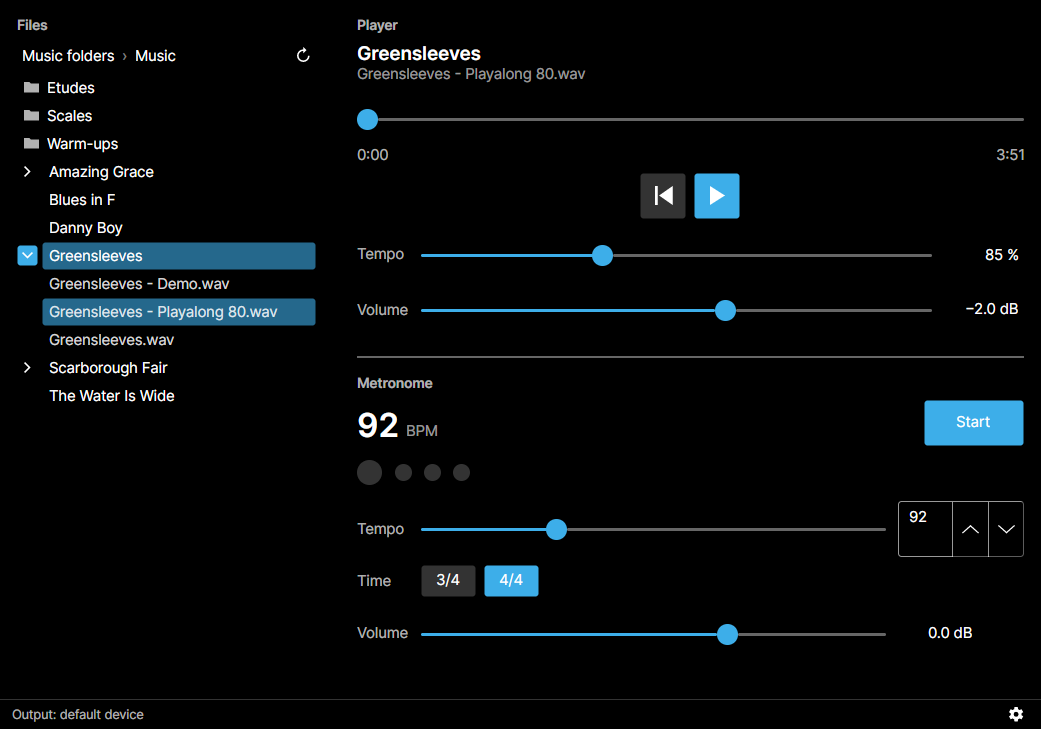 Files
Music folders › Music
Etudes
Scales
Warm-ups
Amazing Grace
Blues in F
Danny Boy
Greensleeves
Greensleeves - Demo.wav
Greensleeves - Playalong 80.wav
Greensleeves.wav
Scarborough Fair
The Water Is Wide
Player
Greensleeves
Greensleeves - Playalong 80.wav
0:00 3:51
Tempo 85 %
Volume −2.0 dB
Metronome
92 BPM Start
Tempo 92
Time 3/4 4/4
Volume 0.0 dB
Output: default device